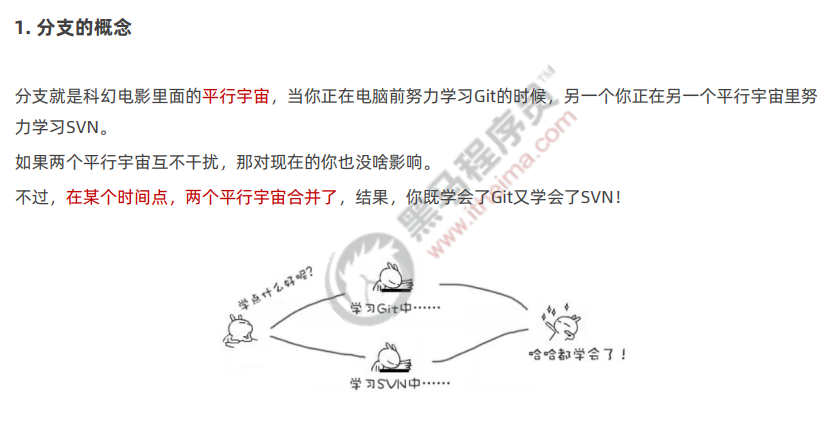 1. 分支的概念
分支就是科幻电影里面的平行宇宙，当你正在电脑前努力学习Git的时候，另一个你正在另一个平行宇宙里努
力学习SVN。
如果两个平行宇宙互不干扰，那对现在的你也没啥影响。
不过，在某个时间点，两个平行宇宙合并了，结果，你既学会了Git又学会了SVN！
黑马程序员™
www.itheima.com
学点什么好呢？
学习Git中……
学习SVN中……
哈哈都学会了！